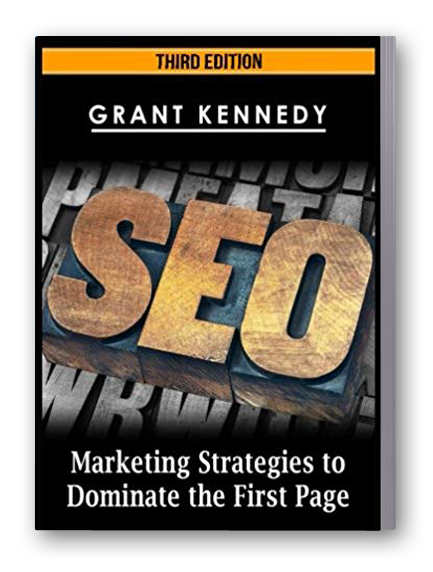 THIRD EDITION
GRANT KENNEDY
SEO
Marketing Strategies to
Dominate the First Page